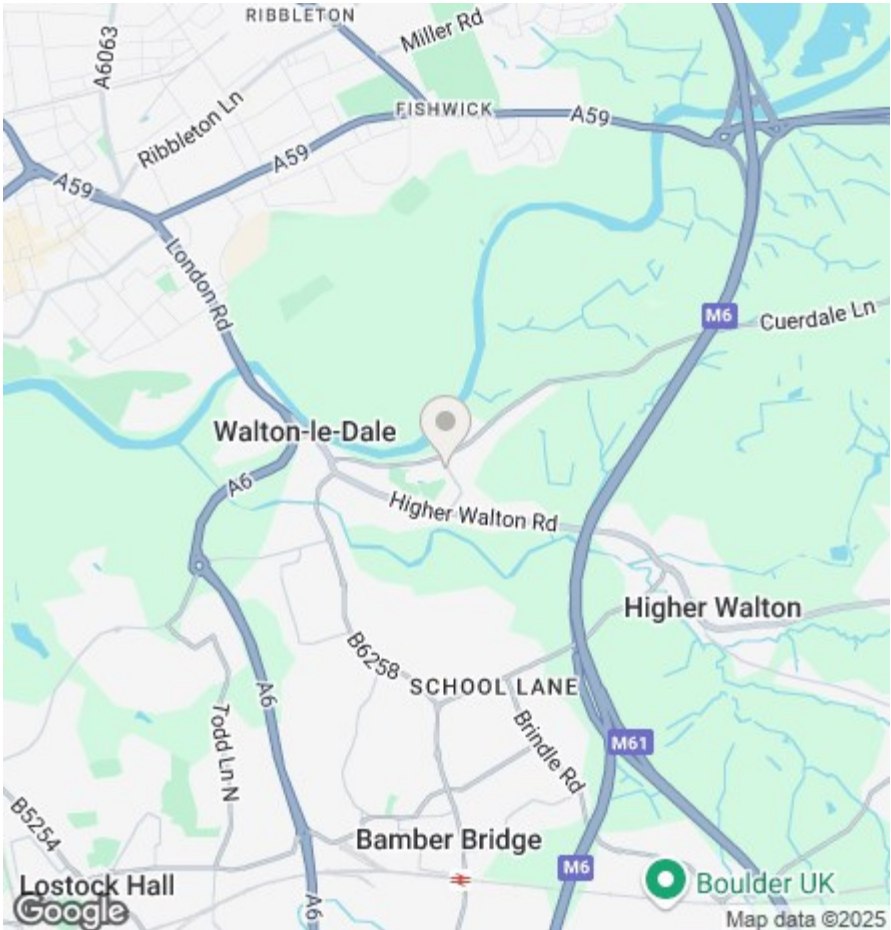 RIBBLETON
Miller Rd
A6063
Ribbleton Ln
FISHWICK
A59
A59
A59
London Rd
M6
Cuerdale Ln
Walton-le-Dale
A6
Higher Walton Rd
Higher Walton
B6258
SCHOOL LANE
A6
Todd Ln N
Brindle Rd
M61
B5254
Bamber Bridge
M6
Boulder UK
Lostock Hall
A6
Google
Map data ©2025